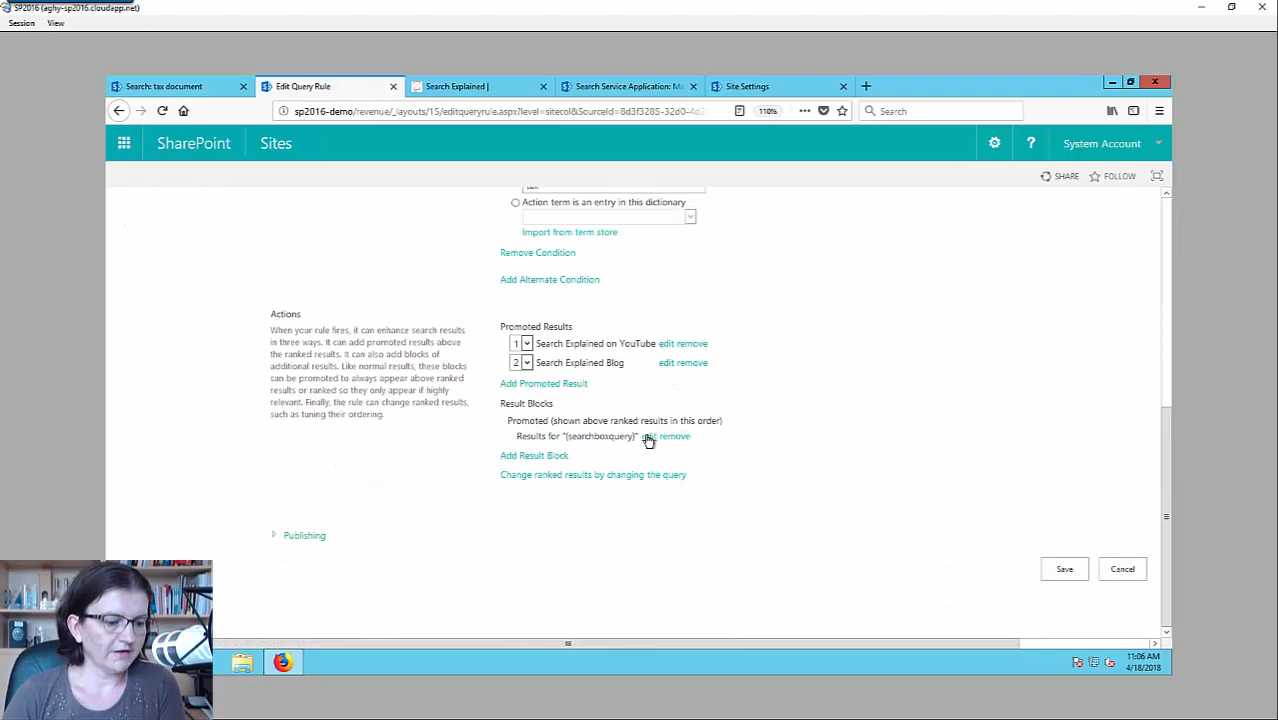 SP2016 (aghy-sp2016.cloudapp.net)
Session View
Search: tax document
Edit Query Rule
Search Explained |
Search Service Application: M
Site Settings
sp2016-demo/revenue/_layouts/15/editqueryrule.aspx?level=sitecol&SourceId=8d3f3285-32d0-4d2
110%
Search
SharePoint Sites System Account
SHARE FOLLOW
tax
Action term is an entry in this dictionary
Import from term store
Remove Condition
Add Alternate Condition
Actions
When your rule fires, it can enhance search results
in three ways. It can add promoted results above
the ranked results. It can also add blocks of
additional results. Like normal results, these blocks
can be promoted to always appear above ranked
results or ranked so they only appear if highly
relevant. Finally, the rule can change ranked results,
such as tuning their ordering.
Promoted Results
1 Search Explained on YouTube edit remove
2 Search Explained Blog edit remove
Add Promoted Result
Result Blocks
Promoted (shown above ranked results in this order)
Results for "{searchboxquery}" edit remove
Add Result Block
Change ranked results by changing the query
Publishing
Save Cancel
11:06 AM
4/18/2018